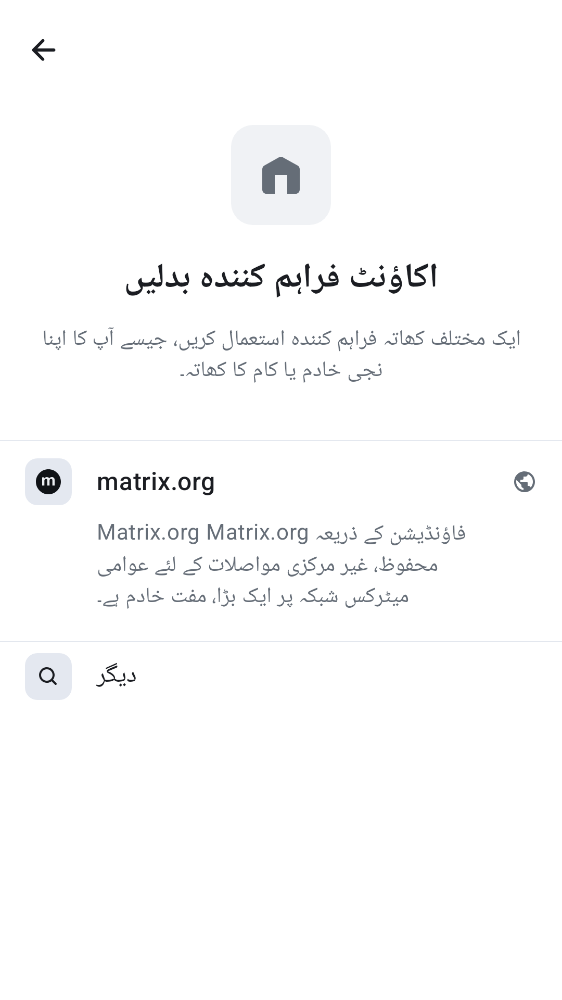 اکاؤنٹ فراہم کنندہ بدلیں
ایک مختلف کھاتہ فراہم کنندہ استعمال کریں، جیسے آپ کا اپنا
نجی خادم یا کام کا کھاتہ۔
m
matrix.org
Matrix.org Matrix.org فاؤنڈیشن کے ذریعہ
محفوظ، غیر مرکزی مواصلات کے لئے عوامی
میٹرکس شبکہ پر ایک بڑا، مفت خادم ہے۔
دیگر